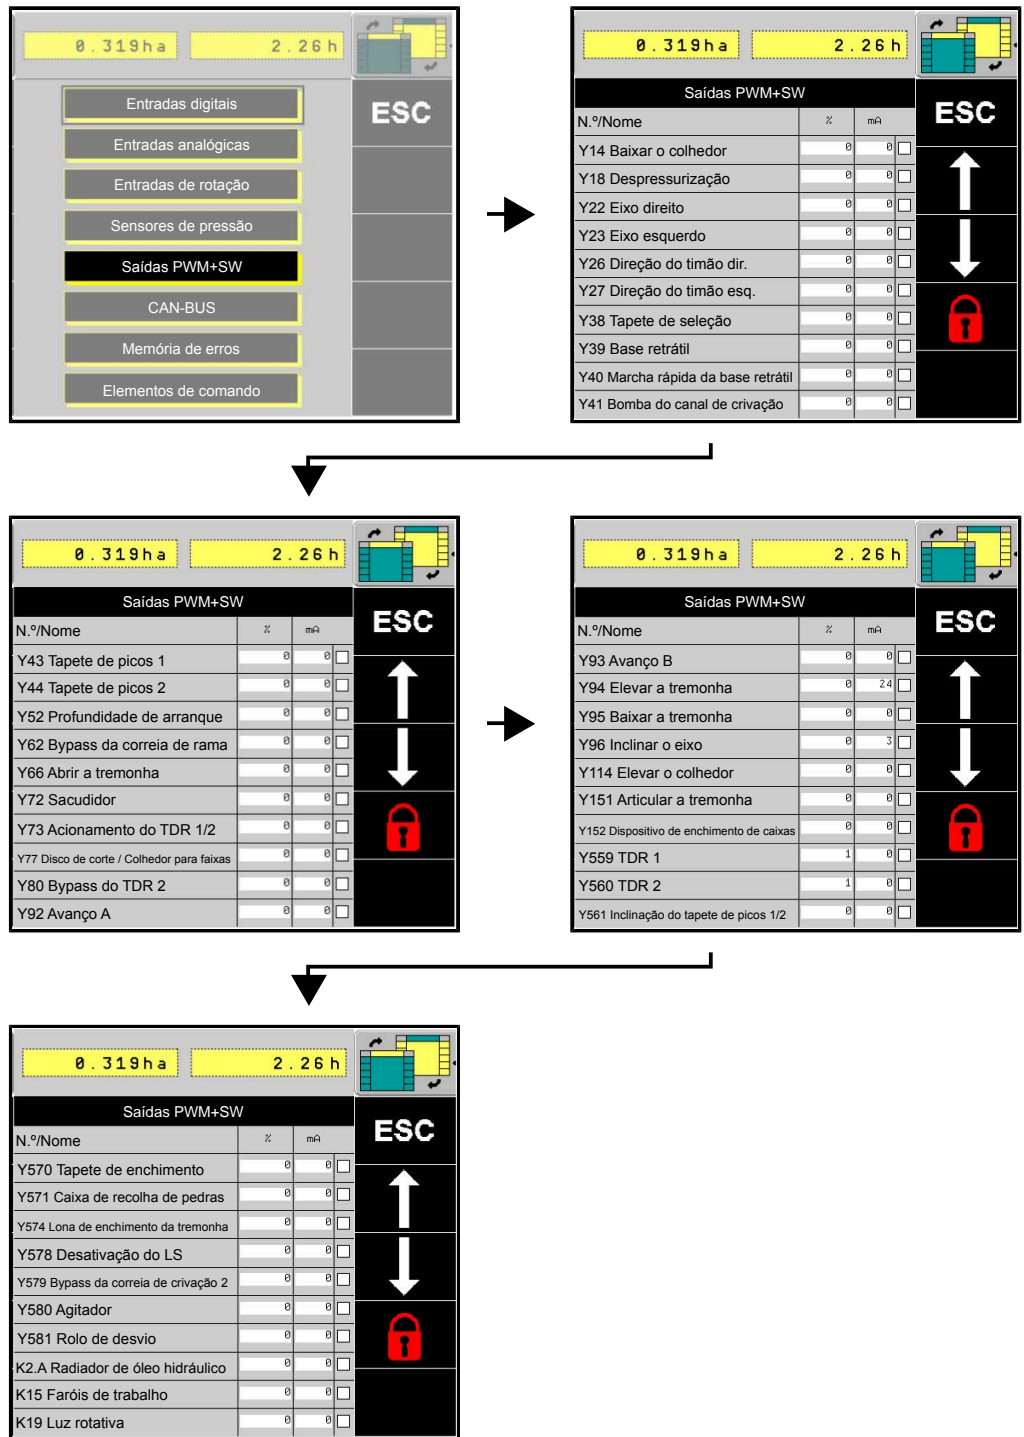 0.319ha 2.26h
Entradas digitais
ESC
Entradas analógicas
Entradas de rotação
Sensores de pressão
Saídas PWM+SW
CAN-BUS
Memória de erros
Elementos de comando
0.319ha 2.26h
Saídas PWM+SW
ESC
N.º/Nome % mA
Y14 Baixar o colhedor 0 0
Y18 Despressurização 0 0
Y22 Eixo direito 0 0
Y23 Eixo esquerdo 0 0
Y26 Direção do timão dir. 0 0
Y27 Direção do timão esq. 0 0
Y38 Tapete de seleção 0 0
Y39 Base retrátil 0 0
Y40 Marcha rápida da base retrátil 0 0
Y41 Bomba do canal de crivação 0 0
0.319ha 2.26h
Saídas PWM+SW
ESC
N.º/Nome % mA
Y43 Tapete de picos 1 0 0
Y44 Tapete de picos 2 0 0
Y52 Profundidade de arranque 0 0
Y62 Bypass da correia de rama 0 0
Y66 Abrir a tremonha 0 0
Y72 Sacudidor 0 0
Y73 Acionamento do TDR 1/2 0 0
Y77 Disco de corte / Colhedor para faixas 0 0
Y80 Bypass do TDR 2 0 0
Y92 Avanço A 0 0
0.319ha 2.26h
Saídas PWM+SW
ESC
N.º/Nome % mA
Y93 Avanço B 0 0
Y94 Elevar a tremonha 0 24
Y95 Baixar a tremonha 0 0
Y96 Inclinar o eixo 0 3
Y114 Elevar o colhedor 0 0
Y151 Articular a tremonha 0 0
Y152 Dispositivo de enchimento de caixas 0 0
Y559 TDR 1 1 0
Y560 TDR 2 1 0
Y561 Inclinação do tapete de picos 1/2 0 0
0.319ha 2.26h
Saídas PWM+SW
ESC
N.º/Nome % mA
Y570 Tapete de enchimento 0 0
Y571 Caixa de recolha de pedras 0 0
Y574 Lona de enchimento da tremonha 0 0
Y578 Desativação do LS 0 0
Y579 Bypass da correia de crivação 2 0 0
Y580 Agitador 0 0
Y581 Rolo de desvio 0 0
K2.A Radiador de óleo hidráulico 0 0
K15 Faróis de trabalho 0 0
K19 Luz rotativa 0 0